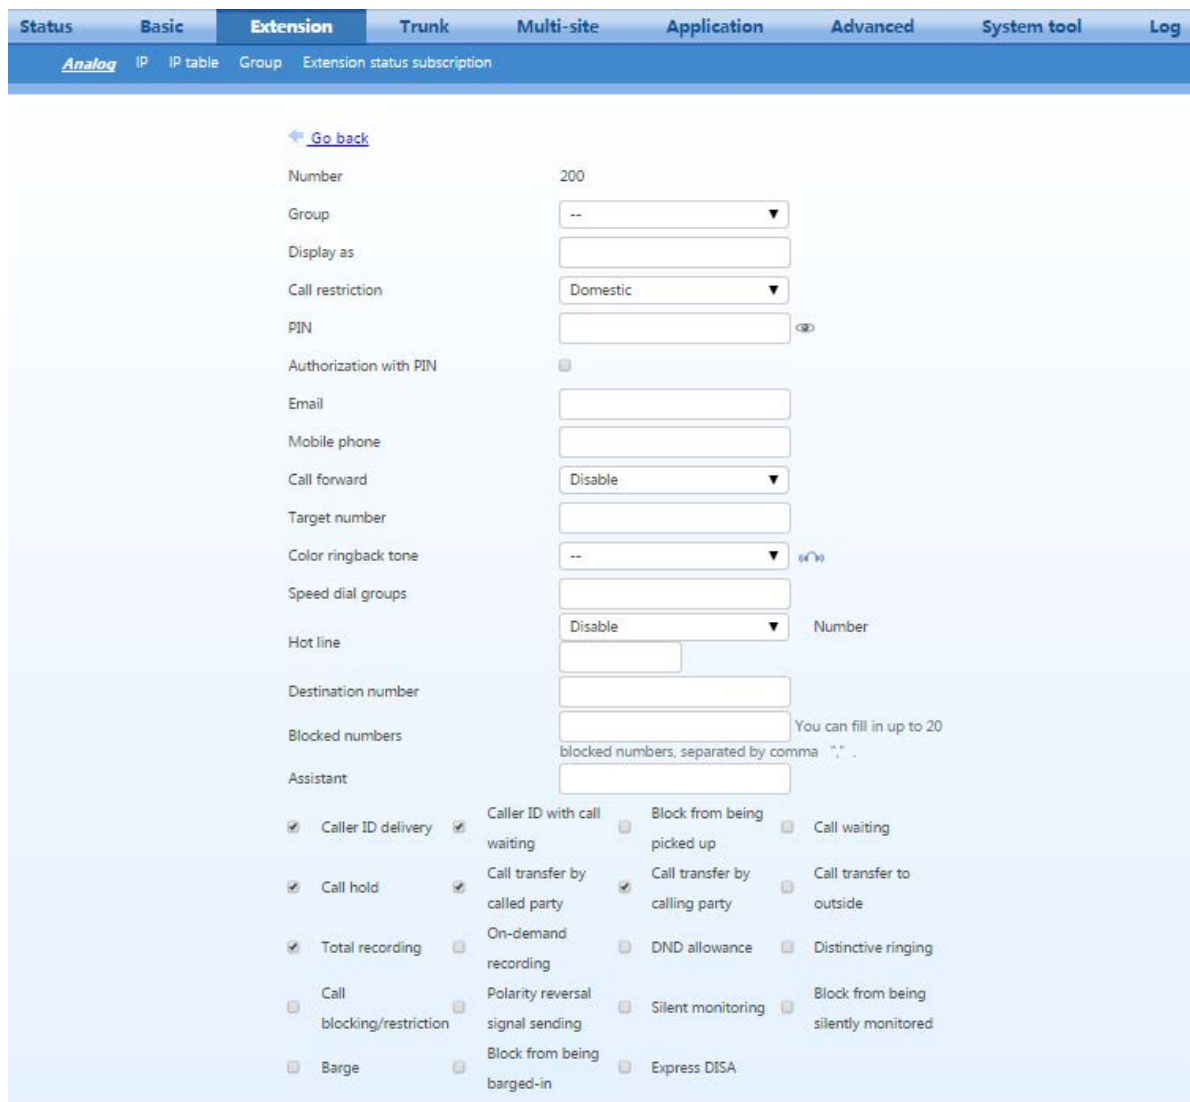 Status Basic Extension Trunk Multi-site Application Advanced System tool Log
Analog IP IP table Group Extension status subscription
Go back
Number 200
Group --
Display as
Call restriction Domestic
PIN
Authorization with PIN
Email
Mobile phone
Call forward Disable
Target number
Color ringback tone --
Speed dial groups
Hot line Disable Number
Destination number
Blocked numbers You can fill in up to 20
blocked numbers, separated by comma "," .
Assistant
Caller ID delivery Caller ID with call waiting Block from being picked up Call waiting
Call hold Call transfer by called party Call transfer by calling party Call transfer to outside
Total recording On-demand recording DND allowance Distinctive ringing
Call blocking/restriction Polarity reversal signal sending Silent monitoring Block from being silently monitored
Barge Block from being barged-in Express DISA